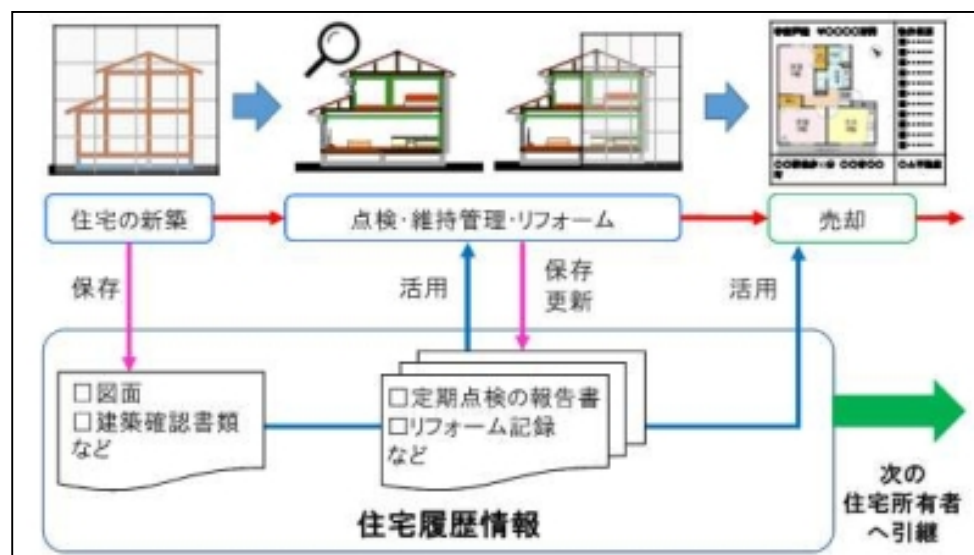 住宅の新築
点検・維持管理・リフォーム
売却
保存
活用
保存
更新
活用
□図面
□建築確認書類
など
□定期点検の報告書
□リフォーム記録
など
住宅履歴情報
次の
住宅所有者
へ引継